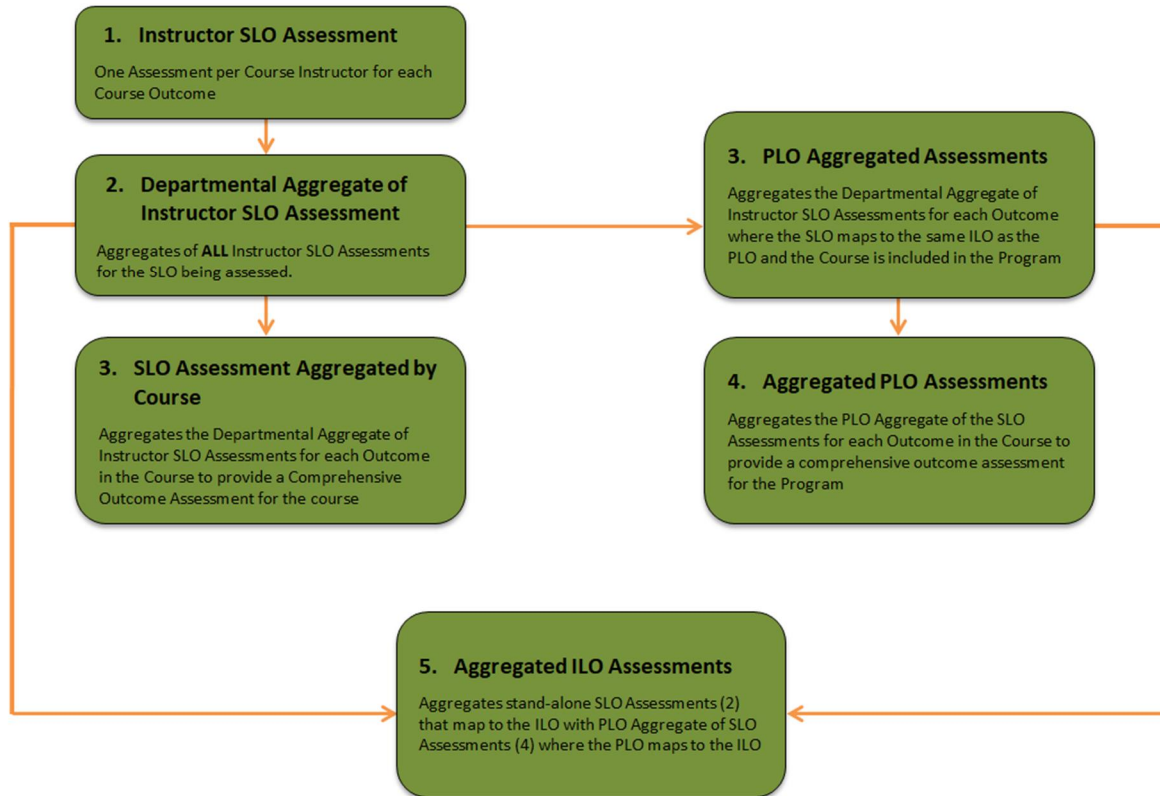 1. Instructor SLO Assessment
One Assessment per Course Instructor for each
Course Outcome
2. Departmental Aggregate of
Instructor SLO Assessment
Aggregates of ALL Instructor SLO Assessments
for the SLO being assessed.
3. SLO Assessment Aggregated by
Course
Aggregates the Departmental Aggregate of
Instructor SLO Assessments for each Outcome
in the Course to provide a Comprehensive
Outcome Assessment for the course
3. PLO Aggregated Assessments
Aggregates the Departmental Aggregate of
Instructor SLO Assessments for each Outcome
where the SLO maps to the same ILO as the
PLO and the Course is included in the Program
4. Aggregated PLO Assessments
Aggregates the PLO Aggregate of the SLO
Assessments for each Outcome in the Course to
provide a comprehensive outcome assessment
for the Program
5. Aggregated ILO Assessments
Aggregates stand-alone SLO Assessments (2)
that map to the ILO with PLO Aggregate of SLO
Assessments (4) where the PLO maps to the ILO